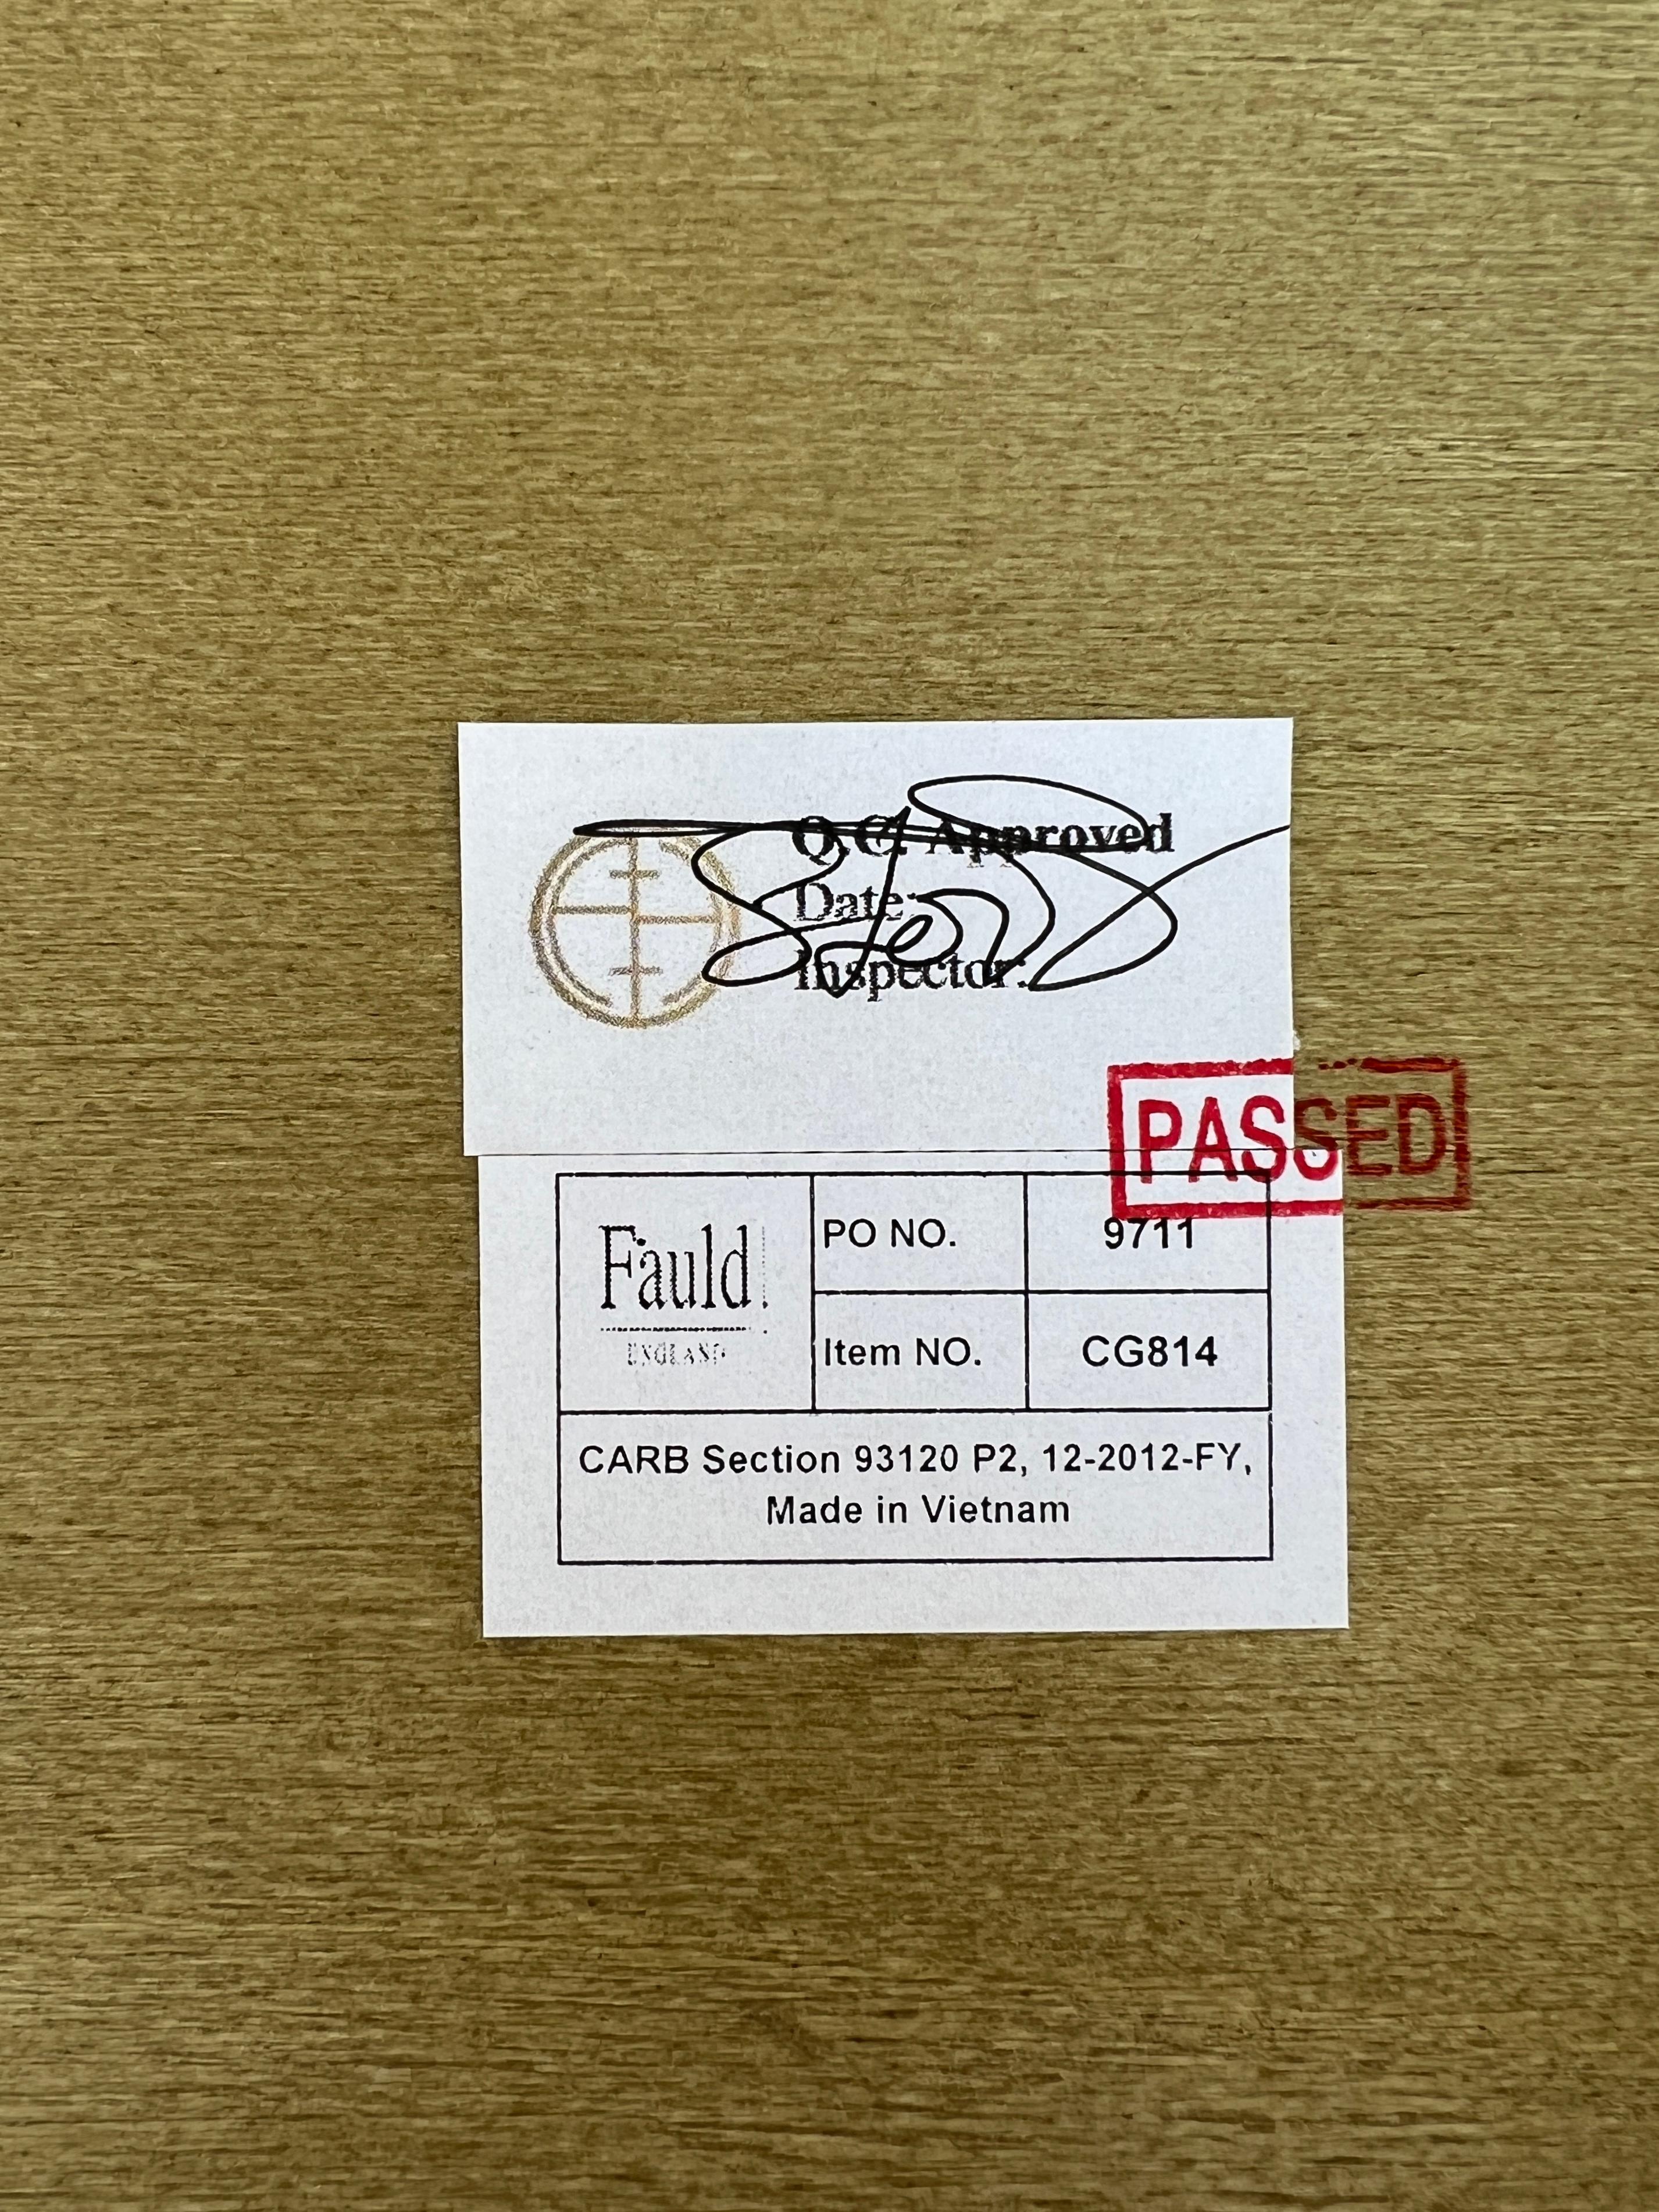 Q.C. Approved
Date:
Inspector:
PASSED
Fauld
ENGLAND
PO NO. 9711
Item NO. CG814
CARB Section 93120 P2, 12-2012-FY,
Made in Vietnam